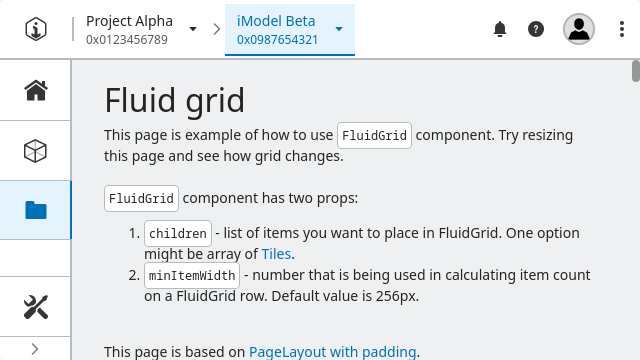 Project Alpha
0x0123456789
iModel Beta
0x0987654321
Fluid grid
This page is example of how to use FluidGrid component. Try resizing
this page and see how grid changes.
FluidGrid component has two props:
1. children - list of items you want to place in FluidGrid. One option
might be array of Tiles.
2. minItemWidth - number that is being used in calculating item count
on a FluidGrid row. Default value is 256px.
This page is based on PageLayout with padding.